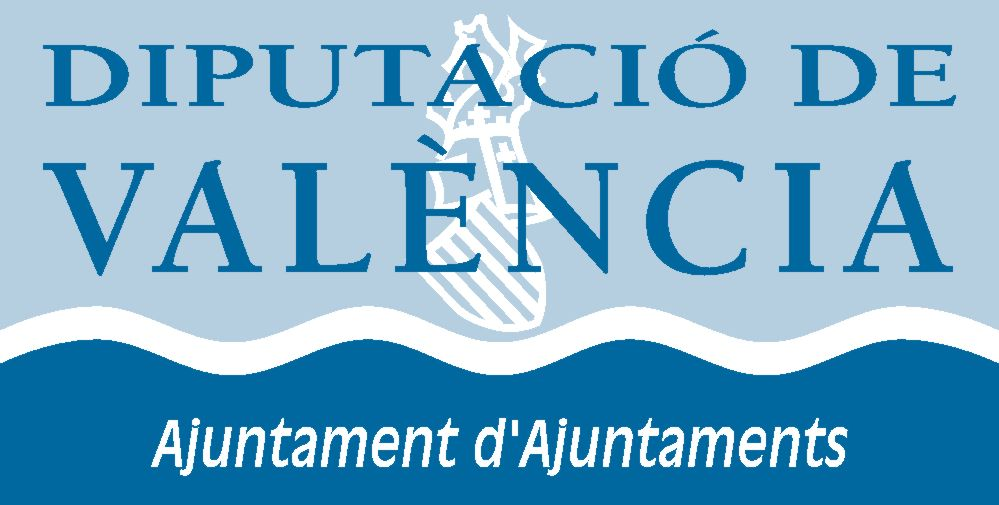 DIPUTACIÓ DE
VALÈNCIA
Ajuntament d'Ajuntaments